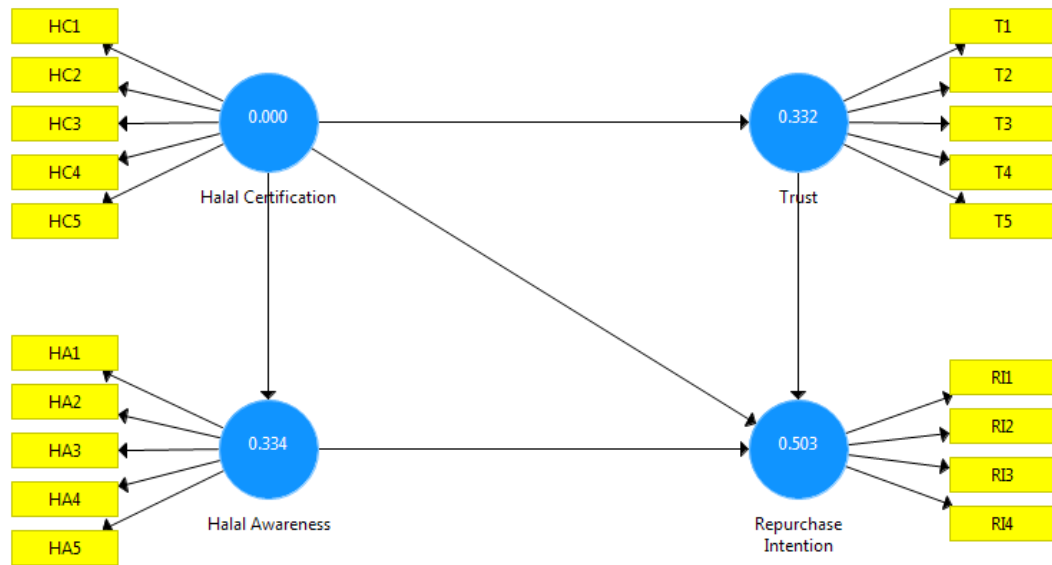 HC1
HC2
HC3
HC4
HC5
0.000
Halal Certification
T1
T2
T3
T4
T5
0.332
Trust
HA1
HA2
HA3
HA4
HA5
0.334
Halal Awareness
0.503
Repurchase
Intention
RI1
RI2
RI3
RI4